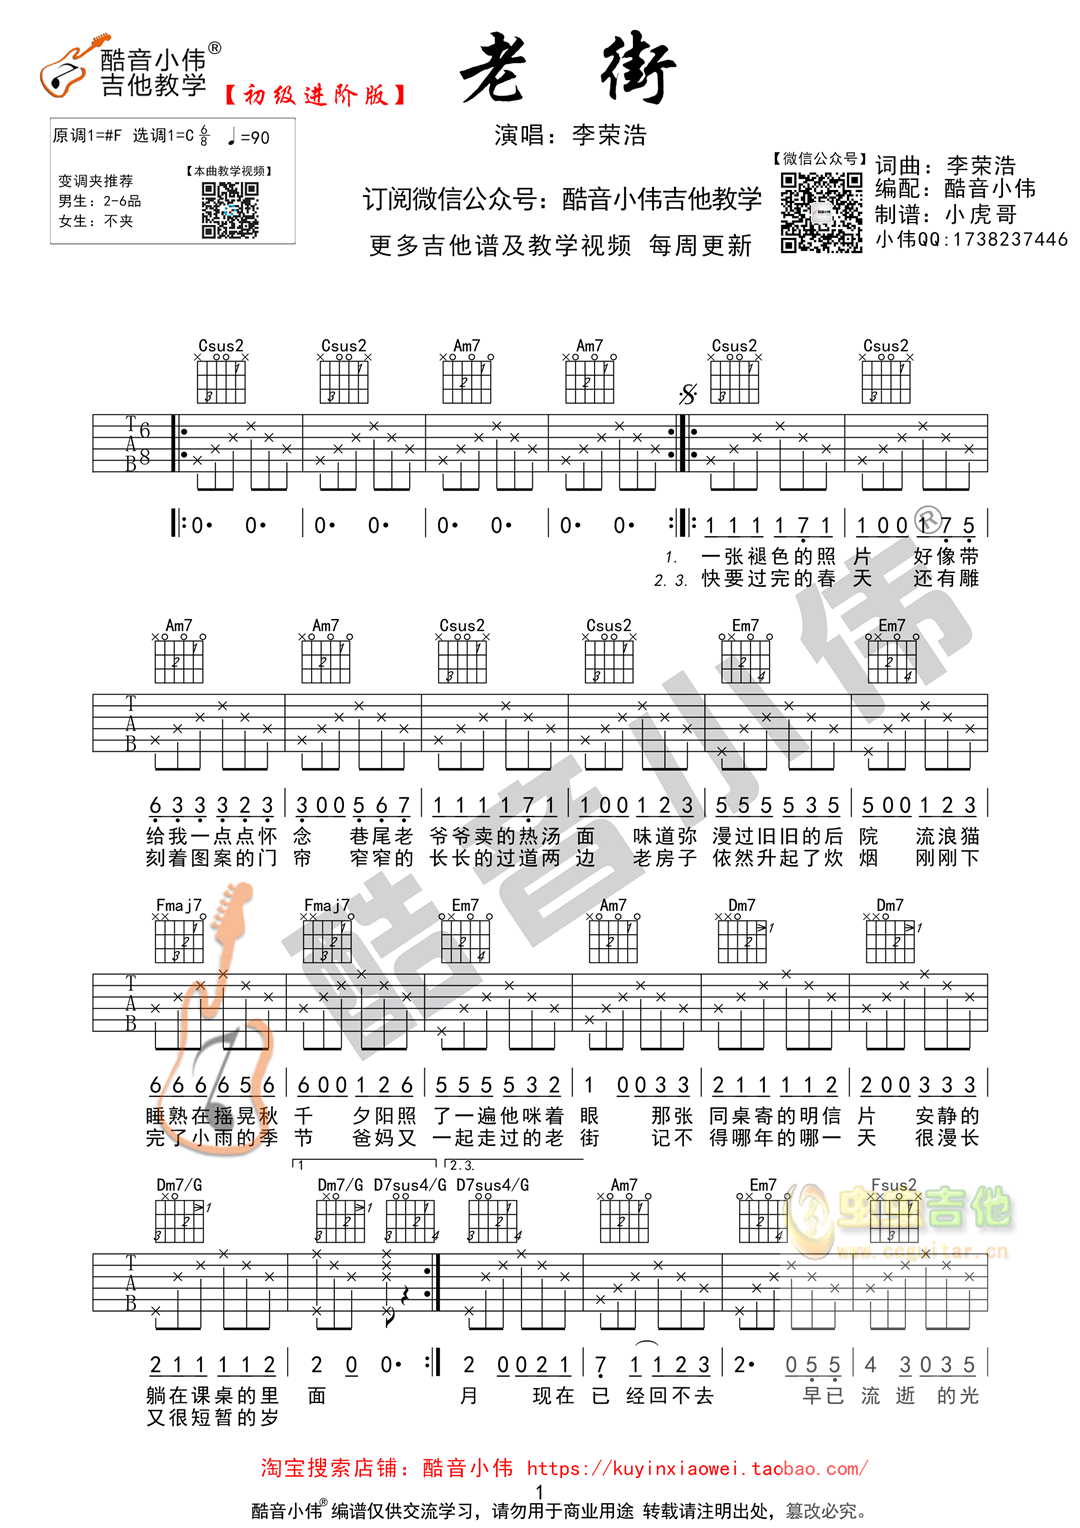 酷音小伟®
吉他教学
【初级进阶版】
老 街
演唱：李荣浩
原调1=#F 选调1=C 6/8 ♩=90
变调夹推荐
男生：2-6品
女生：不夹
【本曲教学视频】
订阅微信公众号：酷音小伟吉他教学
更多吉他谱及教学视频 每周更新
【微信公众号】
词曲：李荣浩
编配：酷音小伟
制谱：小虎哥
小伟QQ:1738237446
Csus2 Csus2 Am7 Am7 Csus2 Csus2
T A B 6 8
0· 0· 0· 0· 0· 0· 0· 0· 1 1 1 1 7 1 1 0 0 1 7 5
1. 一张褪色的照片 好像带
2.3. 快要过完的春天 还有雕
Am7 Am7 Csus2 Csus2 Em7 Em7
T A B
6 3 3 3 2 3 3 0 0 5 6 7 1 1 1 1 7 1 1 0 0 1 2 3 5 5 5 5 3 5 5 0 0 1 2 3
给我一点点怀念 巷尾老爷爷卖的热汤面 味道弥漫过旧旧的后院 流浪猫
刻着图案的门帘 窄窄的长长的过道两边 老房子依然升起了炊烟 刚刚下
Fmaj7 Fmaj7 Em7 Am7 Dm7 Dm7
T A B
6 6 6 6 5 6 6 0 0 1 2 6 5 5 5 5 3 2 1 0 0 3 3 2 1 1 1 1 2 2 0 0 3 3 3
睡熟在摇晃秋千 夕阳照了一遍他咪着眼 那张同桌寄的明信片 安静的
完了小雨的季节 爸妈又一起走过的老街 记不得哪年的哪一天 很漫长
1 2.3.
Dm7/G Dm7/G D7sus4/G D7sus4/G Am7 Em7 Fsus2
T A B
2 1 1 1 1 2 2 0 0· 2 0 0 2 1 7 1 1 2 3 2· 0 5 5 4 3 0 3 5
躺在课桌的里面 月 现在已经回不去 早已流逝的光
又很短暂的岁
酷音小伟®
虫虫吉他
www.ccguitar.cn
淘宝搜索店铺：酷音小伟 https://kuyinxiaowei.taobao.com/
1
酷音小伟®编谱仅供交流学习，请勿用于商业用途 转载请注明出处，篡改必究。